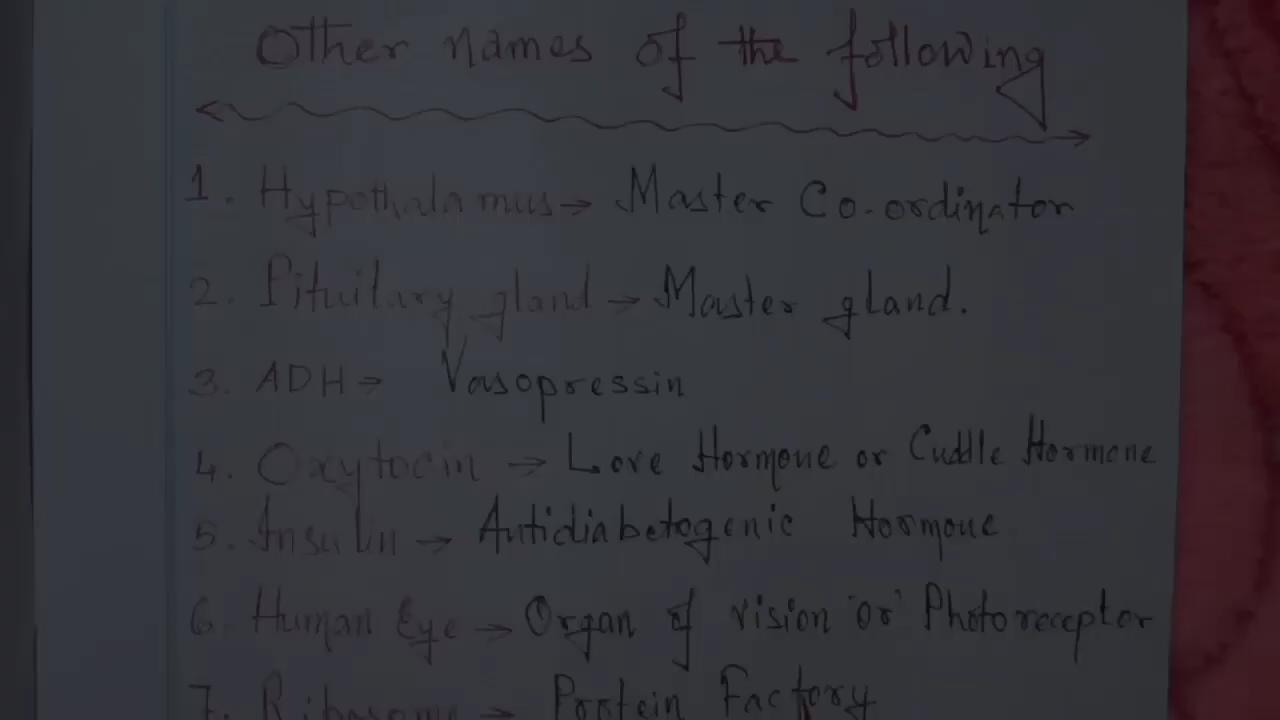 Other names of the following
1. Hypothalamus → Master Co-ordinator
2. Pituitary gland → Master gland.
3. ADH → Vasopressin
4. Oxytocin → Love Hormone or Cuddle Hormone
5. Insulin → Antidiabetogenic Hormone
6. Human Eye → Organ of vision 'or' Photoreceptor
7. Ribosome → Protein Factory